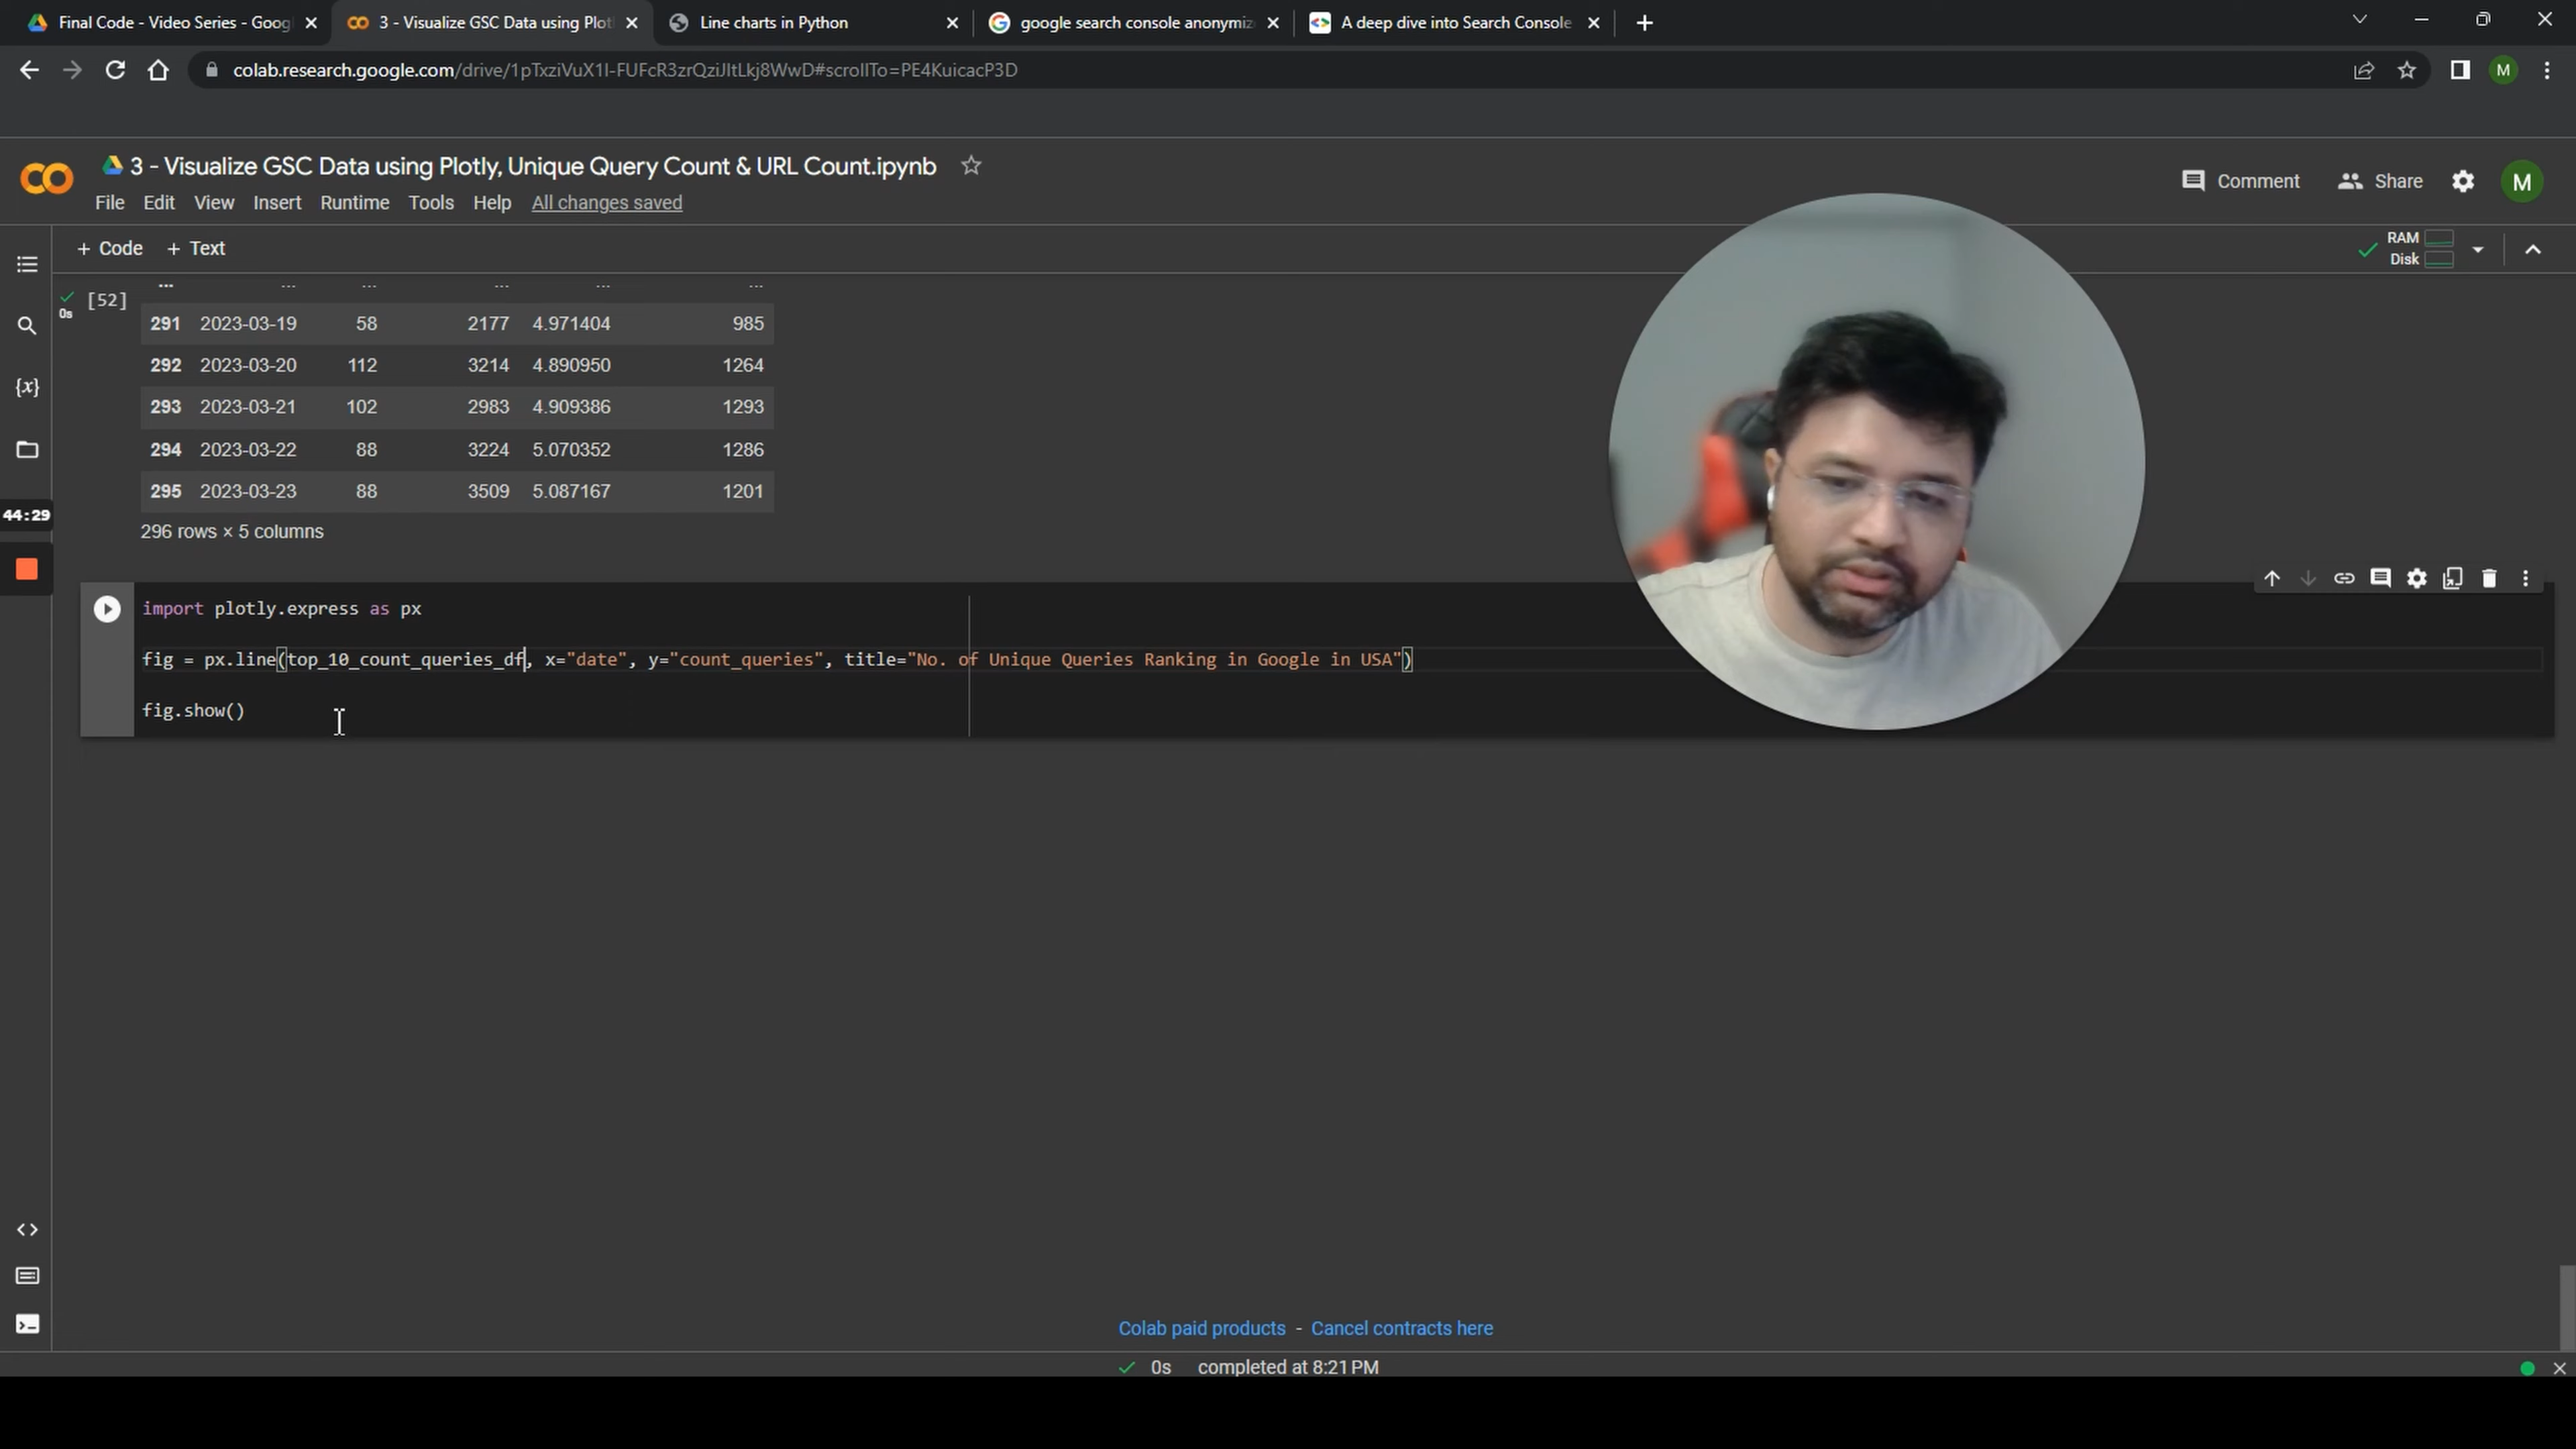 Final Code - Video Series - Goog
3 - Visualize GSC Data using Plot
Line charts in Python
google search console anonymiz
A deep dive into Search Console
colab.research.google.com/drive/1pTxziVuX1I-FUFcR3zrQziJItLkj8WwD#scrollTo=PE4KuicacP3D
M
3 - Visualize GSC Data using Plotly, Unique Query Count & URL Count.ipynb
Comment
Share
M
File Edit View Insert Runtime Tools Help All changes saved
+ Code + Text
RAM
Disk
0s
[52]
... ... ... ... ... ...
291 2023-03-19 58 2177 4.971404 985
292 2023-03-20 112 3214 4.890950 1264
293 2023-03-21 102 2983 4.909386 1293
294 2023-03-22 88 3224 5.070352 1286
295 2023-03-23 88 3509 5.087167 1201
44:29
296 rows × 5 columns
import plotly.express as px
fig = px.line(top_10_count_queries_df, x="date", y="count_queries", title="No. of Unique Queries Ranking in Google in USA")
fig.show()
Colab paid products - Cancel contracts here
0s completed at 8:21 PM